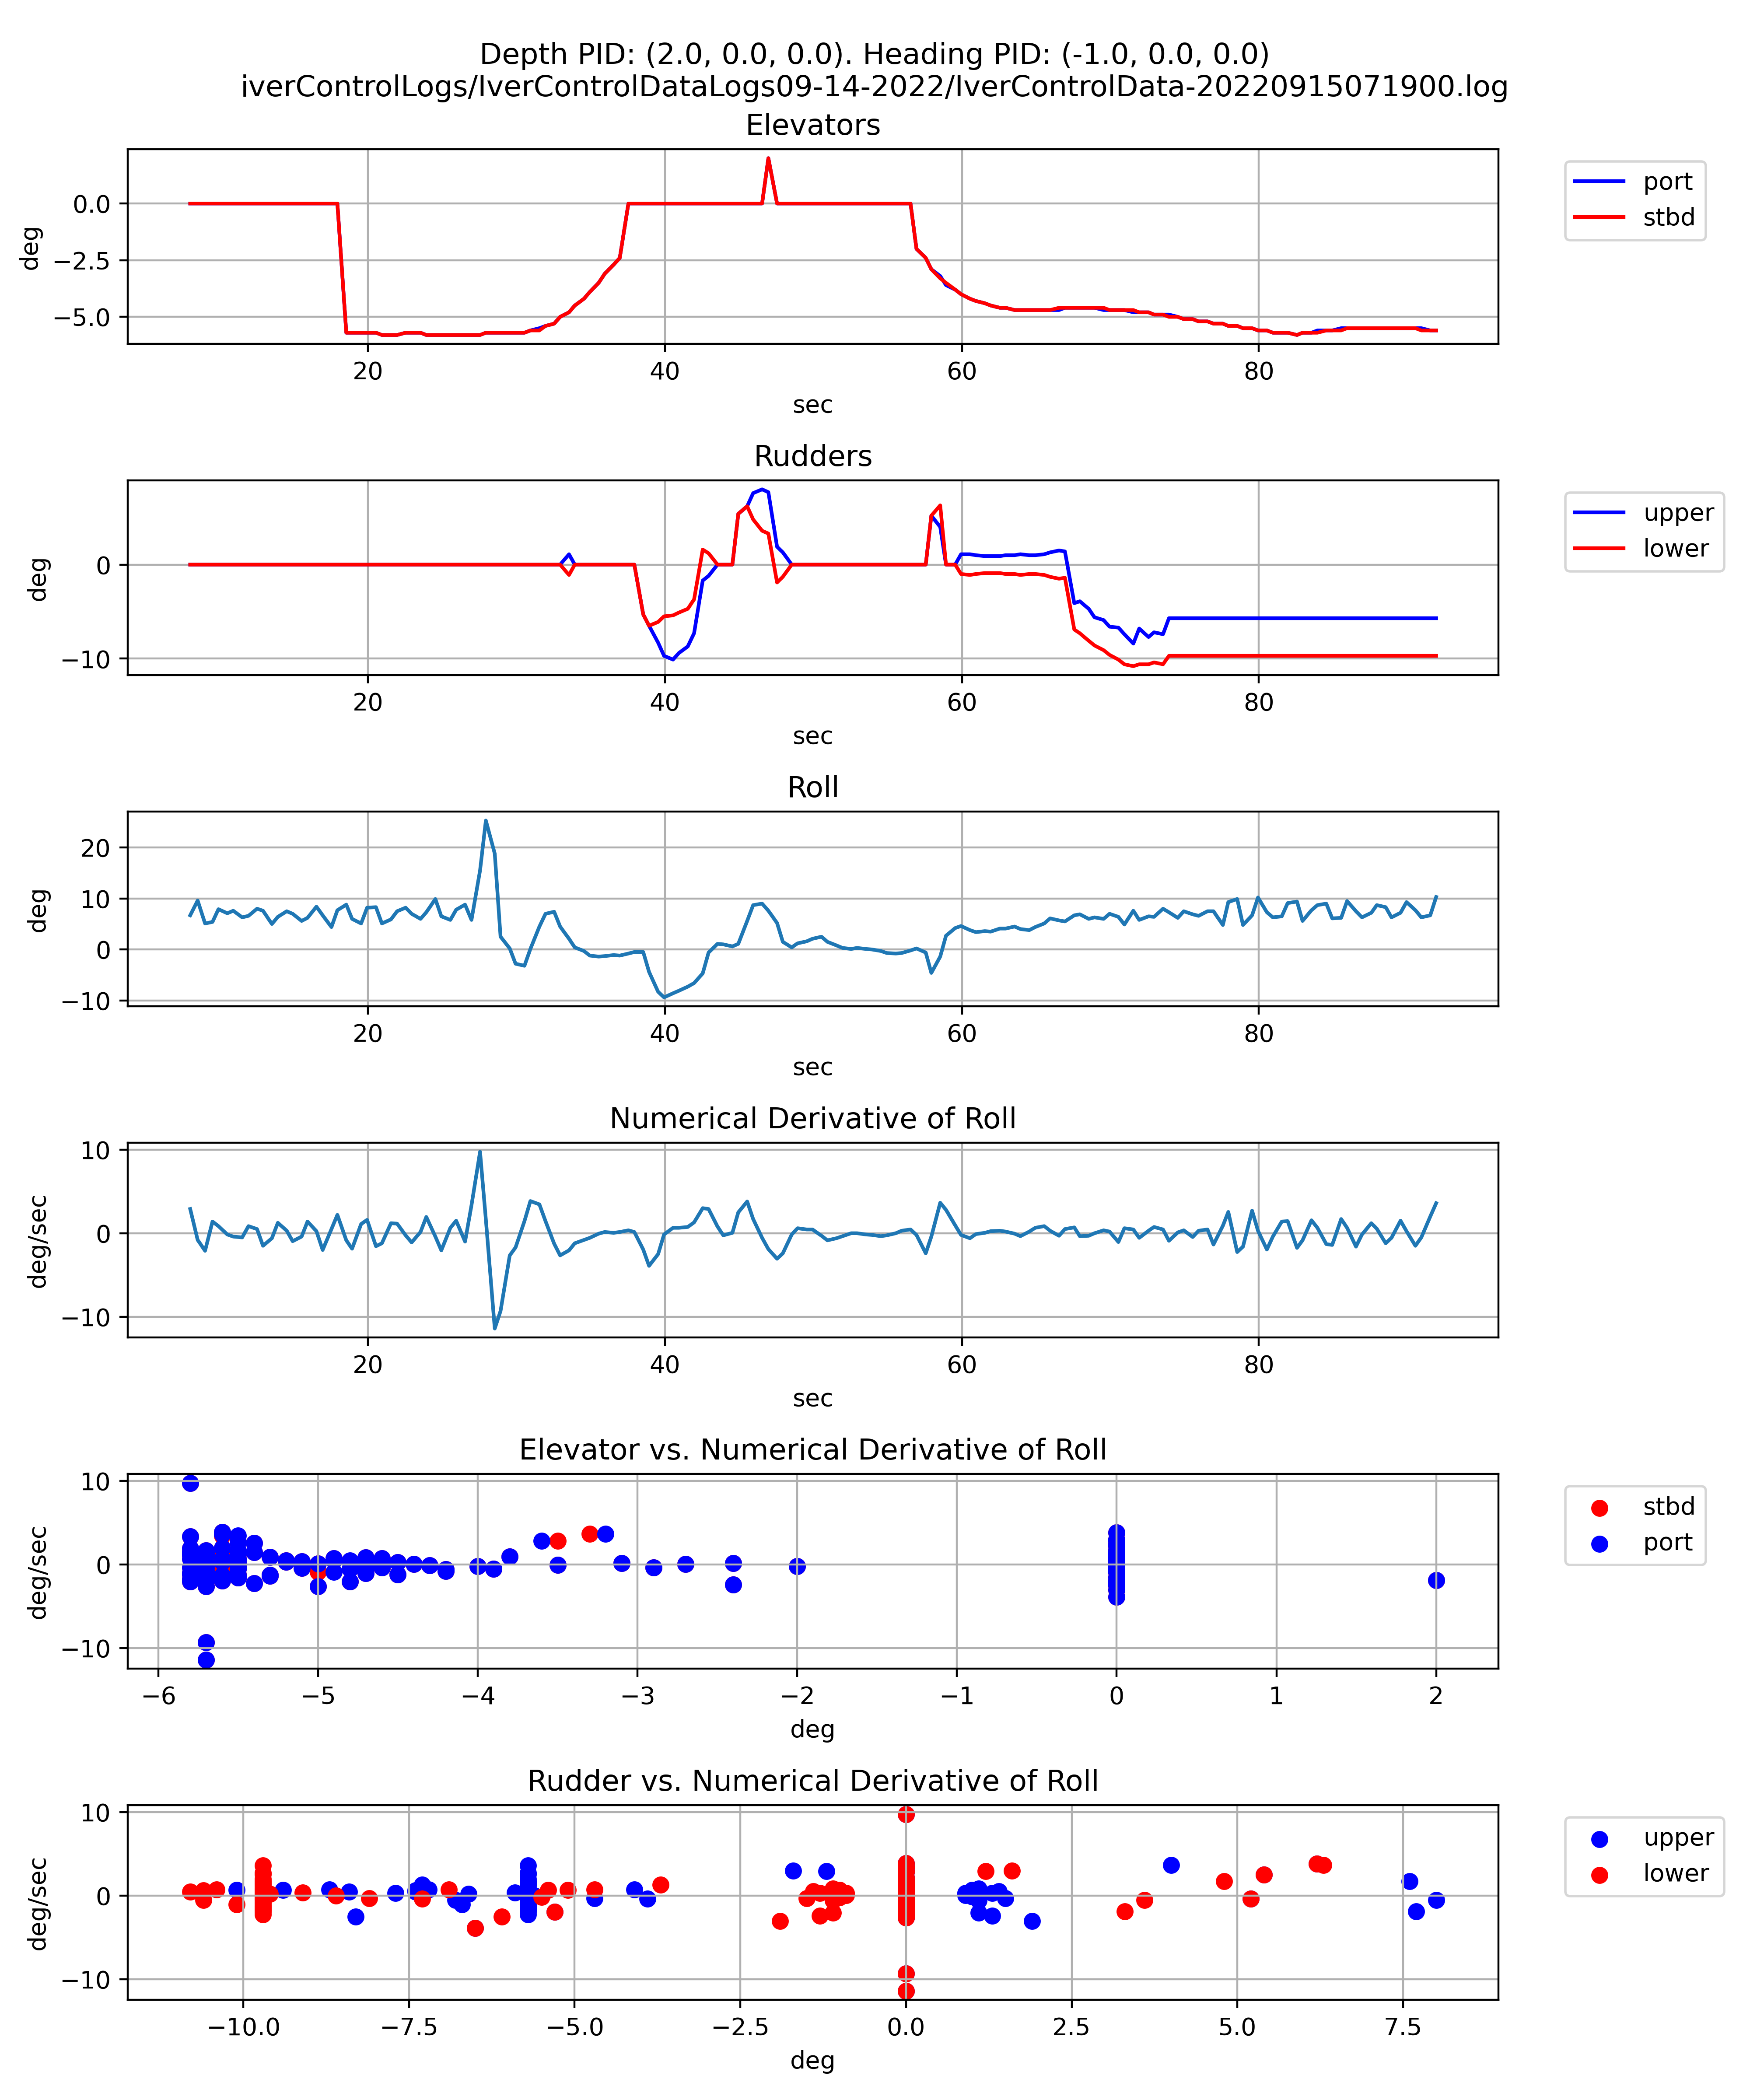 Depth PID: (2.0, 0.0, 0.0). Heading PID: (-1.0, 0.0, 0.0)
iverControlLogs/IverControlDataLogs09-14-2022/IverControlData-20220915071900.log
Elevators
0.0
−2.5
−5.0
deg
20 40 60 80
sec
port
stbd
Rudders
0
−10
deg
20 40 60 80
sec
upper
lower
Roll
20
10
0
−10
deg
20 40 60 80
sec
Numerical Derivative of Roll
10
0
−10
deg/sec
20 40 60 80
sec
Elevator vs. Numerical Derivative of Roll
10
0
−10
deg/sec
−6 −5 −4 −3 −2 −1 0 1 2
deg
stbd
port
Rudder vs. Numerical Derivative of Roll
10
0
−10
deg/sec
−10.0 −7.5 −5.0 −2.5 0.0 2.5 5.0 7.5
deg
upper
lower